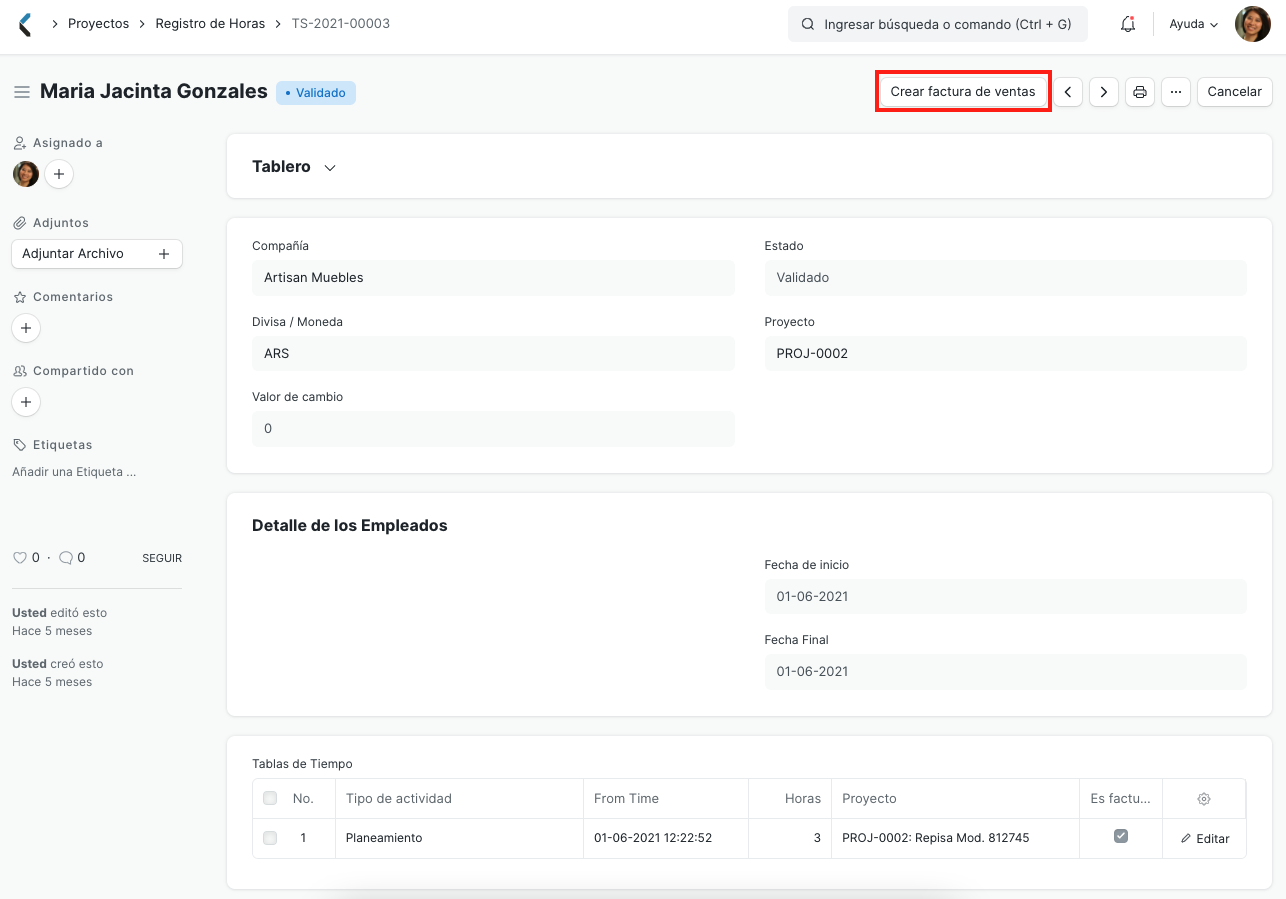 Proyectos > Registro de Horas > TS-2021-00003
Ingresar búsqueda o comando (Ctrl + G)
Ayuda
Maria Jacinta Gonzales
Validado
Crear factura de ventas
Cancelar
Asignado a
Adjuntos
Adjuntar Archivo
Comentarios
Compartido con
Etiquetas
Añadir una Etiqueta ...
0 · 0 SEGUIR
Usted editó esto
Hace 5 meses
Usted creó esto
Hace 5 meses
Tablero
Compañía
Artisan Muebles
Divisa / Moneda
ARS
Valor de cambio
0
Estado
Validado
Proyecto
PROJ-0002
Detalle de los Empleados
Fecha de inicio
01-06-2021
Fecha Final
01-06-2021
Tablas de Tiempo
No. Tipo de actividad From Time Horas Proyecto Es factu...
1 Planeamiento 01-06-2021 12:22:52 3 PROJ-0002: Repisa Mod. 812745 Editar